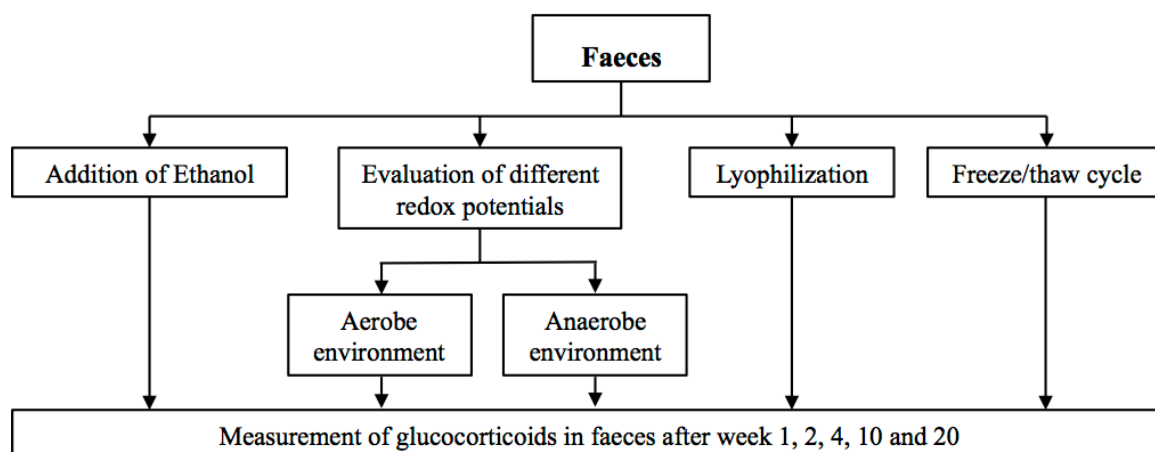 Faeces
Addition of Ethanol
Evaluation of different
redox potentials
Lyophilization
Freeze/thaw cycle
Aerobe
environment
Anaerobe
environment
Measurement of glucocorticoids in faeces after week 1, 2, 4, 10 and 20